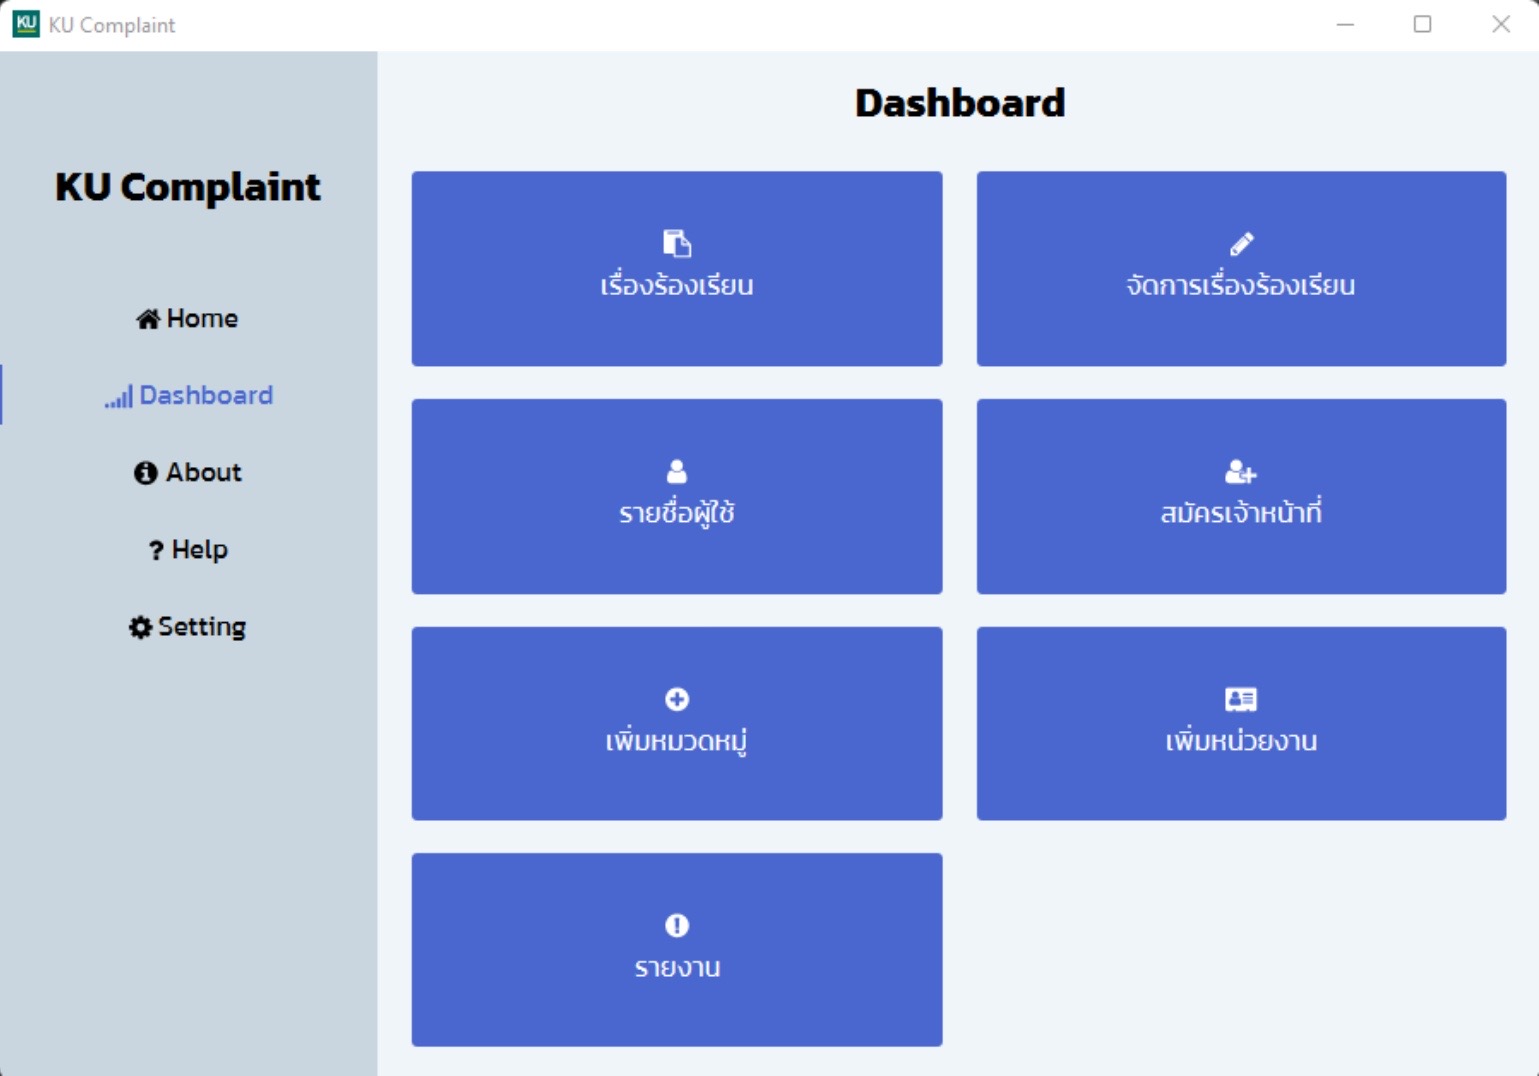 KU KU Complaint
KU Complaint
Home
Dashboard
About
? Help
Setting
Dashboard
เรื่องร้องเรียน
จัดการเรื่องร้องเรียน
รายชื่อผู้ใช้
สมัครเจ้าหน้าที่
เพิ่มหมวดหมู่
เพิ่มหน่วยงาน
รายงาน